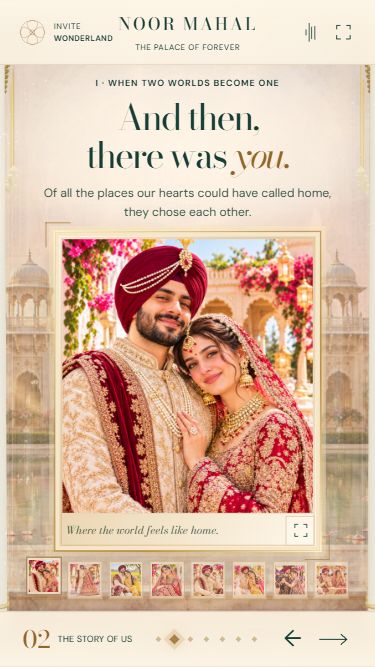 INVITE
WONDERLAND
NOOR MAHAL
THE PALACE OF FOREVER
I · WHEN TWO WORLDS BECOME ONE
And then,
there was you.
Of all the places our hearts could have called home,
they chose each other.
Where the world feels like home.
02 THE STORY OF US